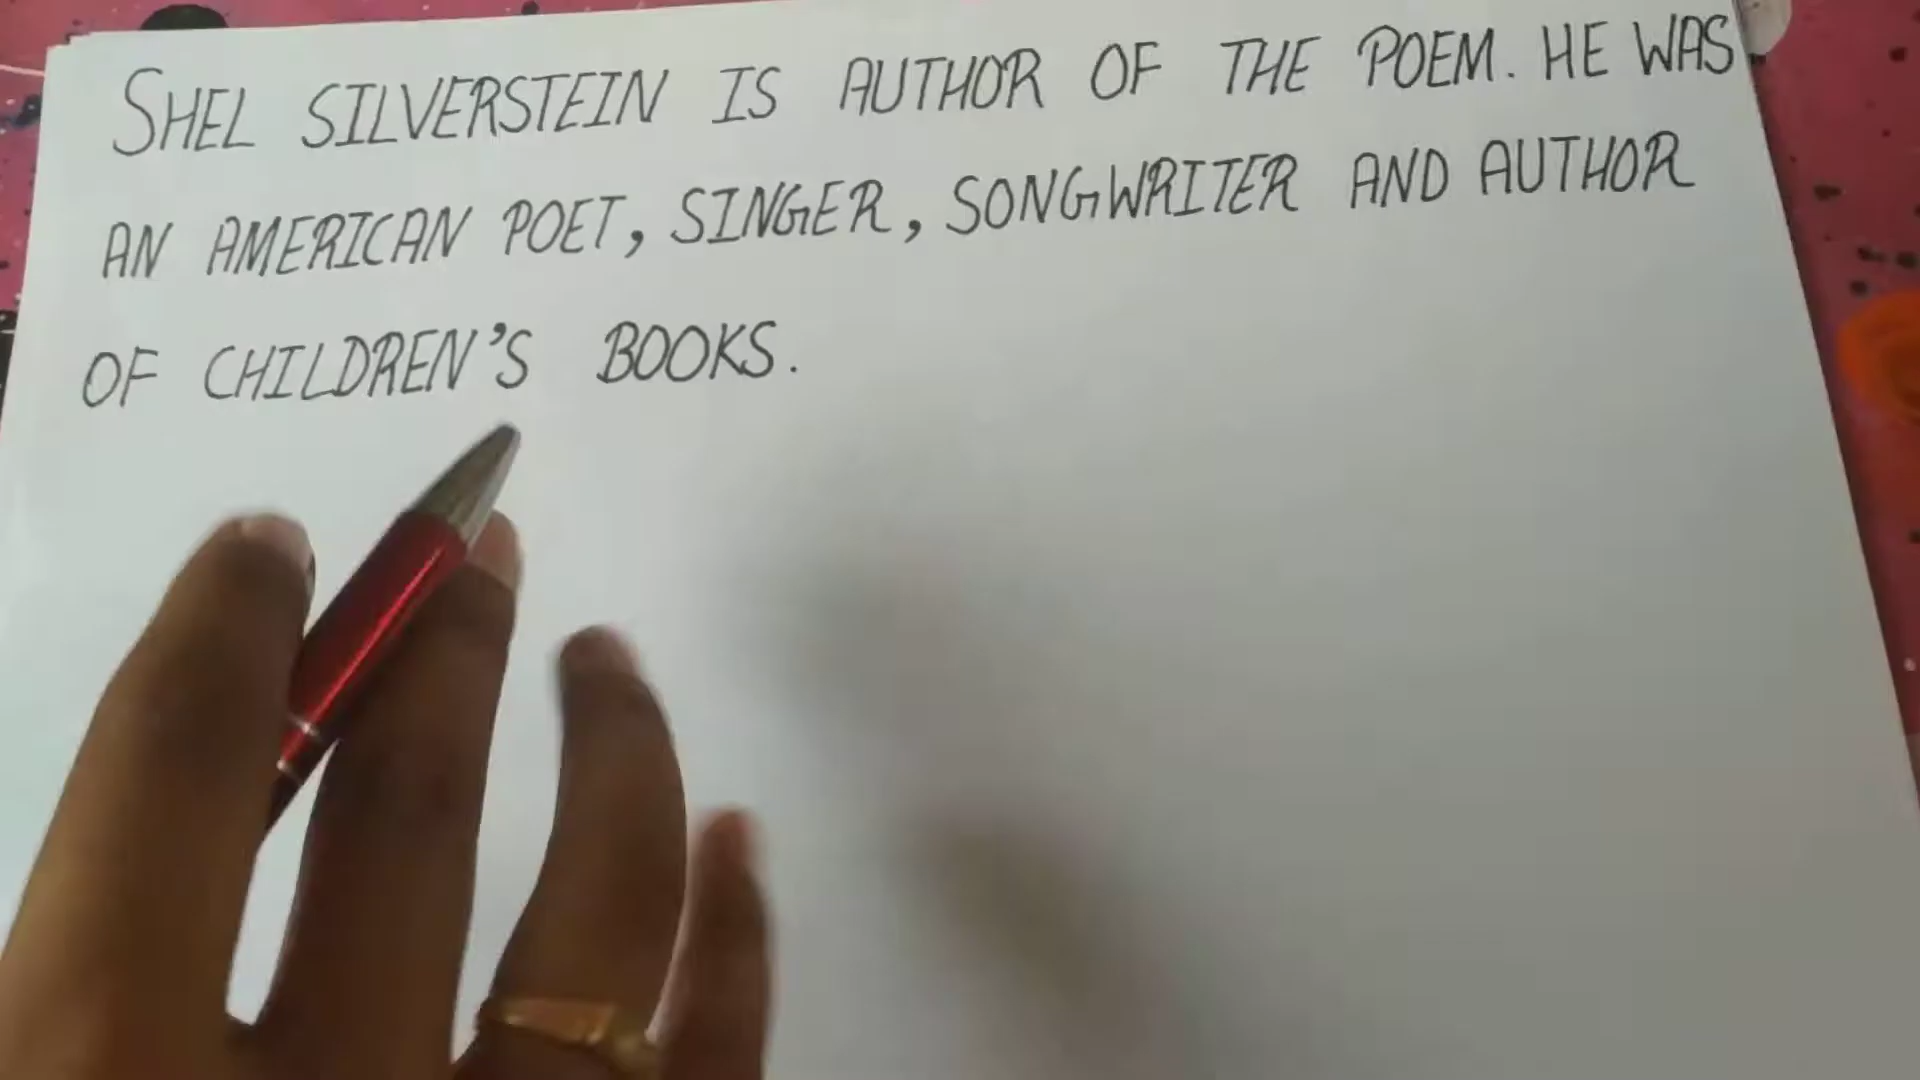 SHEL SILVERSTEIN IS AUTHOR OF THE POEM. HE WAS
AN AMERICAN POET, SINGER, SONGWRITER AND AUTHOR
OF CHILDREN'S BOOKS.